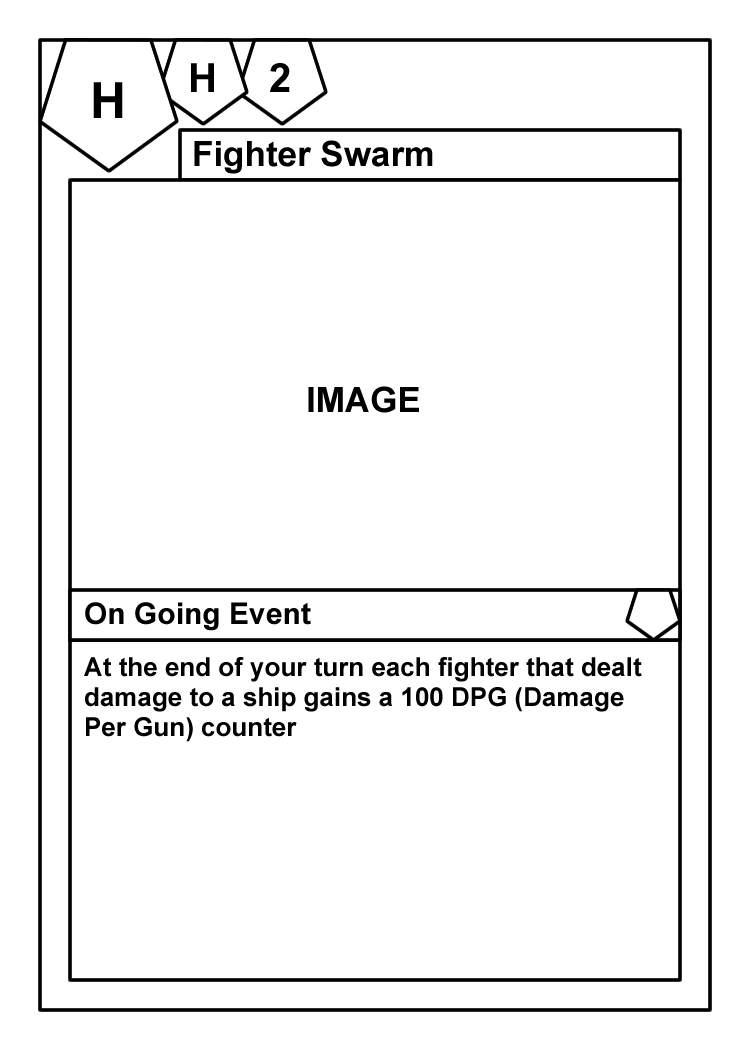 H H 2
Fighter Swarm
IMAGE
On Going Event
At the end of your turn each fighter that dealt
damage to a ship gains a 100 DPG (Damage
Per Gun) counter